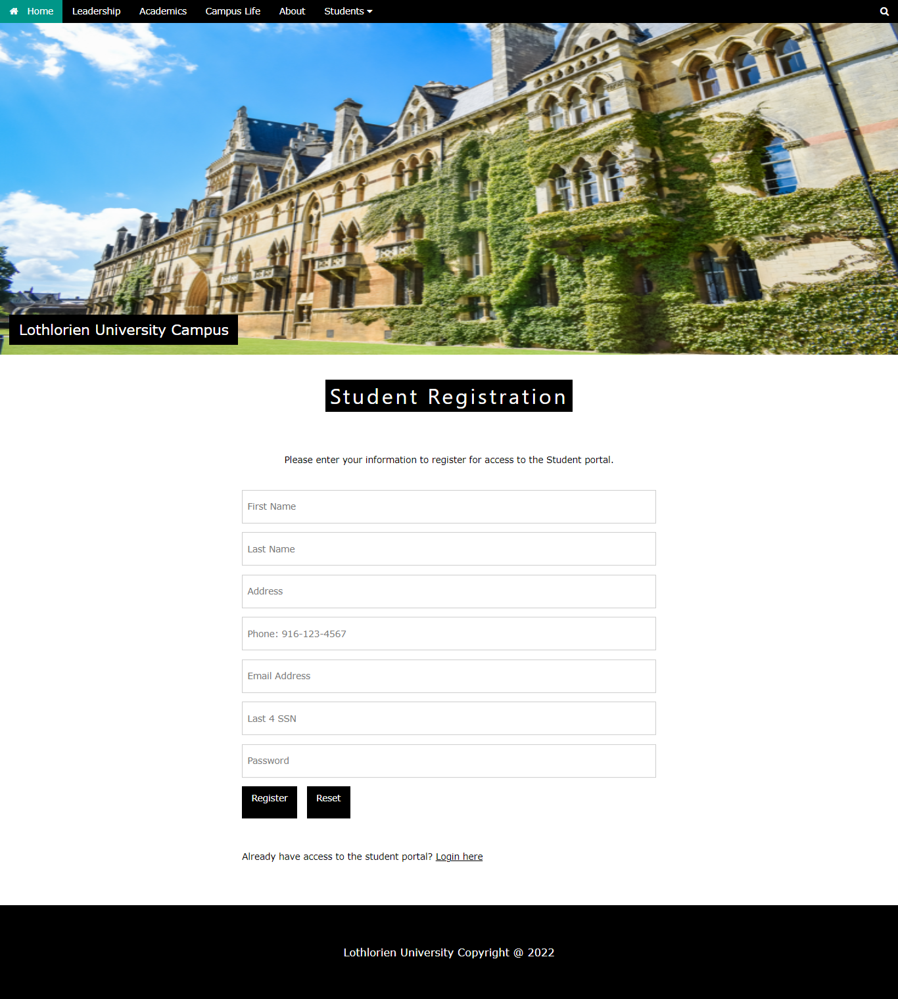 Home Leadership Academics Campus Life About Students
Lothlorien University Campus
Student Registration
Please enter your information to register for access to the Student portal.
First Name
Last Name
Address
Phone: 916-123-4567
Email Address
Last 4 SSN
Password
Register Reset
Already have access to the student portal? Login here
Lothlorien University Copyright @ 2022